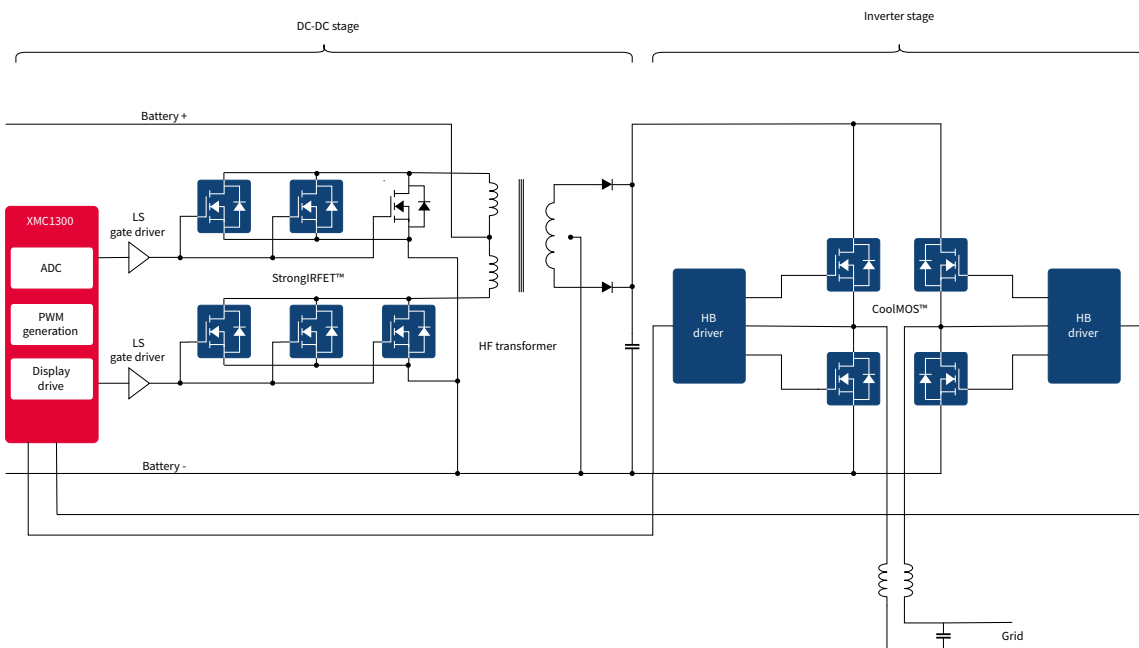 DC-DC stage
Inverter stage
Battery +
XMC1300
ADC
PWM
generation
Display
drive
LS
gate driver
StrongIRFET™
LS
gate driver
HF transformer
HB
driver
CoolMOS™
HB
driver
Battery -
Grid